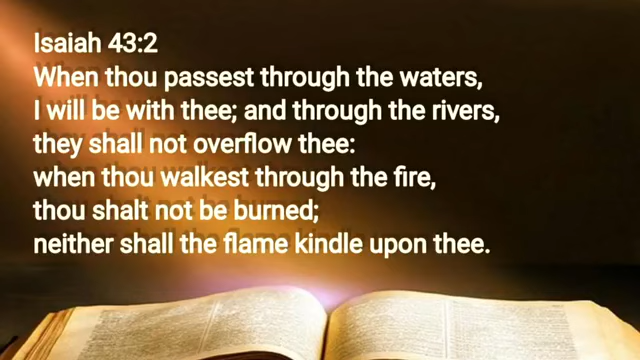 Isaiah 43:2
When thou passest through the waters,
I will be with thee; and through the rivers,
they shall not overflow thee:
when thou walkest through the fire,
thou shalt not be burned;
neither shall the flame kindle upon thee.